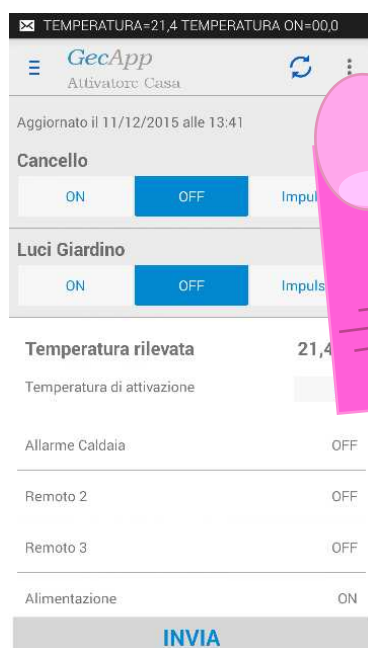 TEMPERATURA=21,4 TEMPERATURA ON=00,0
GecApp
Attivatore Casa
Aggiornato il 11/12/2015 alle 13:41
Cancello
ON OFF Impul
Luci Giardino
ON OFF Impuls
Temperatura rilevata 21,4
Temperatura di attivazione
Allarme Caldaia OFF
Remoto 2 OFF
Remoto 3 OFF
Alimentazione ON
INVIA